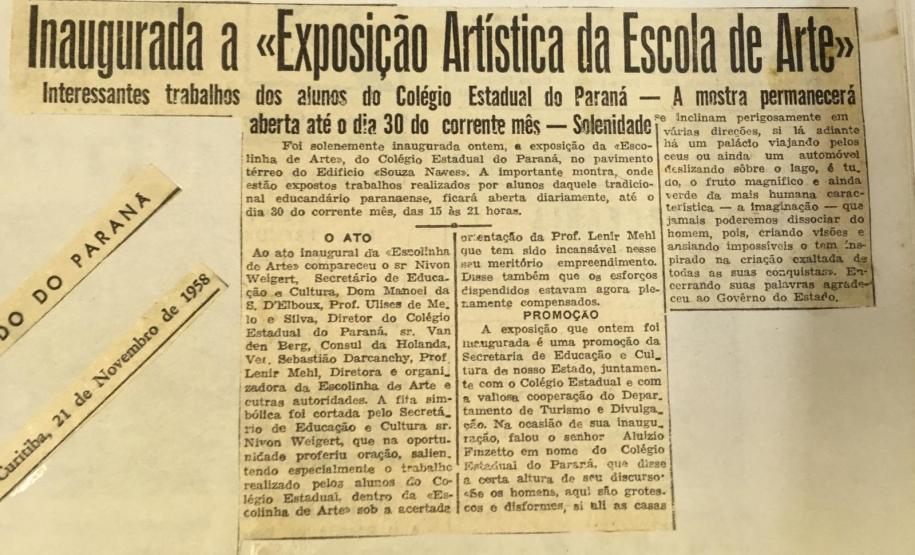 Inaugurada a «Exposição Artística da Escola de Arte»
Interessantes trabalhos dos alunos do Colégio Estadual do Paraná — A mostra permanecerá
aberta até o dia 30 do corrente mês — Solenidade
Foi solenemente inaugurada ontem, a exposição da «Esco-
linha de Arte», do Colégio Estadual do Paraná, no pavimento
térreo do Edificio «Souza Naves». A importante montra, onde
estão expostos trabalhos realizados por alunos daquele tradicio-
nal educandário paranaense, ficará aberta diariamente, até o
dia 30 do corrente mês, das 15 às 21 horas.
O ATO
Ao ato inaugural da «Escolinha
de Arte» compareceu o sr Nivon
Weigert, Secretário de Educa-
ção e Cultura, Dom Manoel da
S. D'Elboux, Prof. Ulises de Me-
lo e Silva, Diretor do Colégio
Estadual do Paraná, sr. Van
den Berg, Consul da Holanda,
Ver. Sebastião Darcanchy, Prof.
Lenir Mehl, Diretora e organi-
zadora da Escolinha de Arte e
outras autoridades. A fita sim-
bólica foi cortada pelo Secretá-
rio de Educação e Cultura sr.
Nivon Weigert, que na oportu-
nidade proferiu oração, salien-
tendo especialmente o trabalho
realizado pelos alunos do Co-
légio Estadual, dentro da «Es-
colinha de Arte» sob a acertada
orientação da Prof. Lenir Mehl
que tem sido incansável nesse
seu meritório empreendimento.
Disse também que os esforços
dispendidos estavam agora ple-
namente compensados.
PROMOÇÃO
A exposição que ontem foi
inaugurada é uma promoção da
Secretaria de Educação e Cul-
tura de nosso Estado, juntamen-
te com o Colégio Estadual e com
a valiosa cooperação do Depar-
tamento de Turismo e Divulga-
ção. Na ocasião de sua inaugu-
ração, falou o senhor Aluizio
Finzetto em nome do Colégio
Estadual do Paraná, que disse
a certa altura de seu discurso:
«Se os homens, aqui são grotes-
cos e disformes, si ali as casas
se inclinam perigosamente em
várias direções, si lá adiante
há um palácio viajando pelos
ceus ou ainda um automóvel
deslizando sôbre o lago, é tu-
do, o fruto magnífico e ainda
verde da mais humana carac-
terística — a imaginação — que
jamais poderemos dissociar do
homem, pois, criando visões e
ansiando impossíveis o tem ins-
pirado na criação exaltada de
todas as suas conquistas». En-
cerrando suas palavras agrade-
ceu ao Govêrno do Estado.
DO DO PARANÁ
Curitiba, 21 de Novembro de 1958